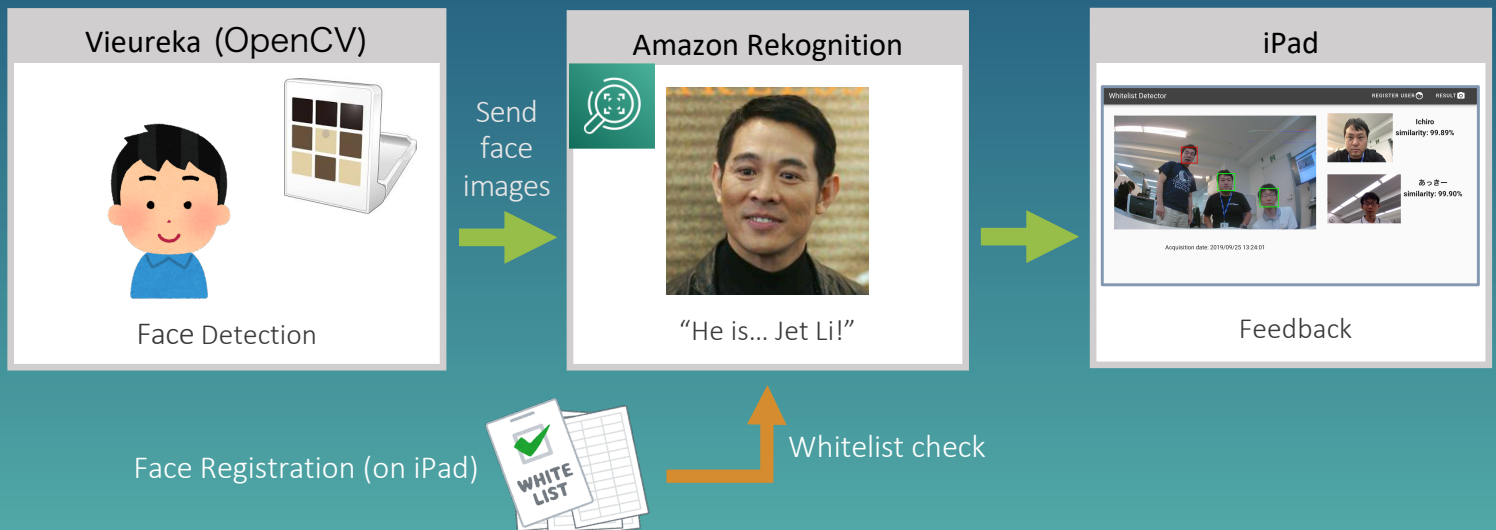 Vieureka (OpenCV)
Face Detection
Send
face
images
Amazon Rekognition
“He is... Jet Li!”
iPad
Whitelist Detector
REGISTER USER
RESULT
Ichiro
similarity: 99.89%
あっきー
similarity: 99.90%
Acquisition date: 2019/09/25 13:24:01
Feedback
Face Registration (on iPad)
WHITE
LIST
Whitelist check